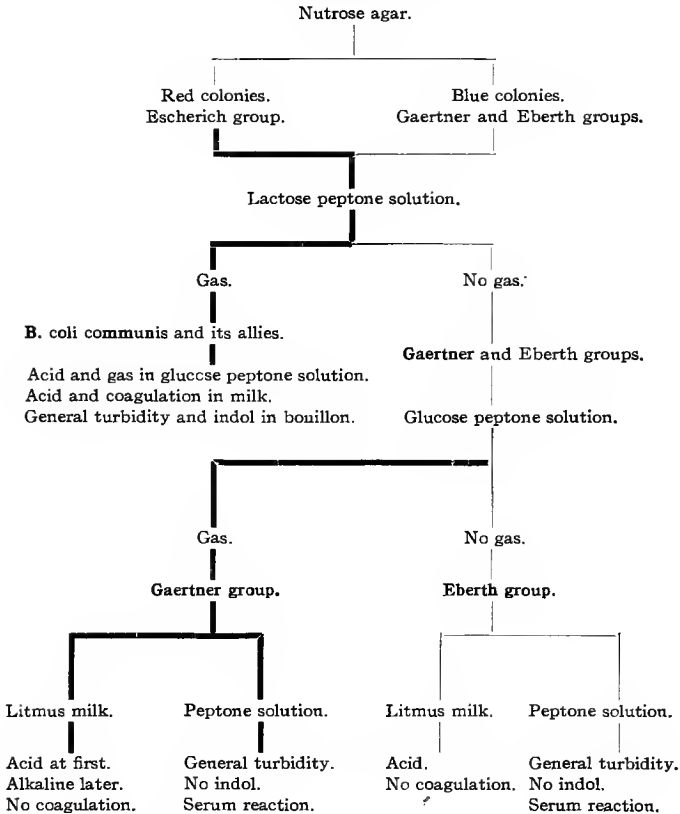 Nutrose agar.
Red colonies.
Escherich group.
Blue colonies.
Gaertner and Eberth groups.
Lactose peptone solution.
Gas.
No gas.
B. coli communis and its allies.
Acid and gas in gluccse peptone solution.
Acid and coagulation in milk.
General turbidity and indol in bouillon.
Gaertner and Eberth groups.
Glucose peptone solution.
Gas.
No gas.
Gaertner group.
Eberth group.
Litmus milk.
Acid at first.
Alkaline later.
No coagulation.
Peptone solution.
General turbidity.
No indol.
Serum reaction.
Litmus milk.
Acid.
No coagulation.
Peptone solution.
General turbidity.
No indol.
Serum reaction.